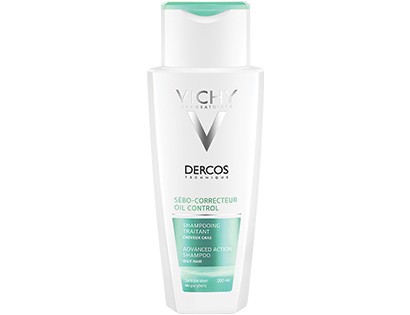 VICHY
LABORATOIRES
DERCOS
TECHNIQUE
SÉBO-CORRECTEUR
OIL CONTROL
SHAMPOOING
TRAITANT
CHEVEUX GRAS
ADVANCED ACTION
SHAMPOO
OILY HAIR
200 ml